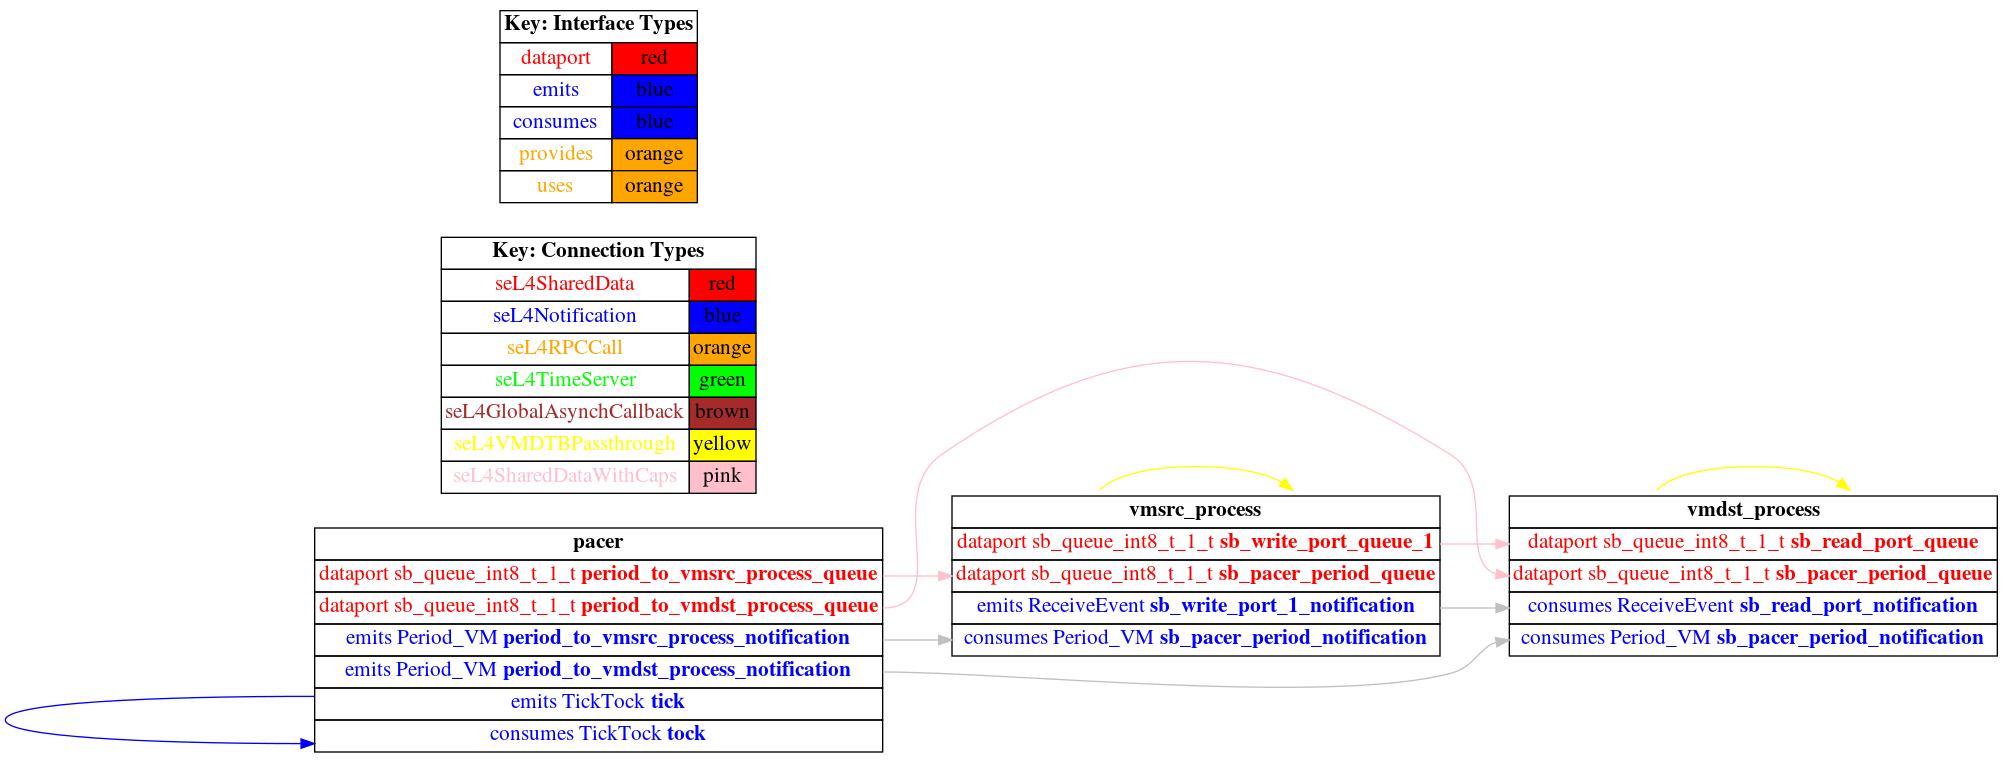 Key: Interface Types
dataport red
emits blue
consumes blue
provides orange
uses orange
Key: Connection Types
seL4SharedData red
seL4Notification blue
seL4RPCCall orange
seL4TimeServer green
seL4GlobalAsynchCallback brown
seL4VMDTBPassthrough yellow
seL4SharedDataWithCaps pink
pacer
dataport sb_queue_int8_t_1_t period_to_vmsrc_process_queue
dataport sb_queue_int8_t_1_t period_to_vmdst_process_queue
emits Period_VM period_to_vmsrc_process_notification
emits Period_VM period_to_vmdst_process_notification
emits TickTock tick
consumes TickTock tock
vmsrc_process
dataport sb_queue_int8_t_1_t sb_write_port_queue_1
dataport sb_queue_int8_t_1_t sb_pacer_period_queue
emits ReceiveEvent sb_write_port_1_notification
consumes Period_VM sb_pacer_period_notification
vmdst_process
dataport sb_queue_int8_t_1_t sb_read_port_queue
dataport sb_queue_int8_t_1_t sb_pacer_period_queue
consumes ReceiveEvent sb_read_port_notification
consumes Period_VM sb_pacer_period_notification